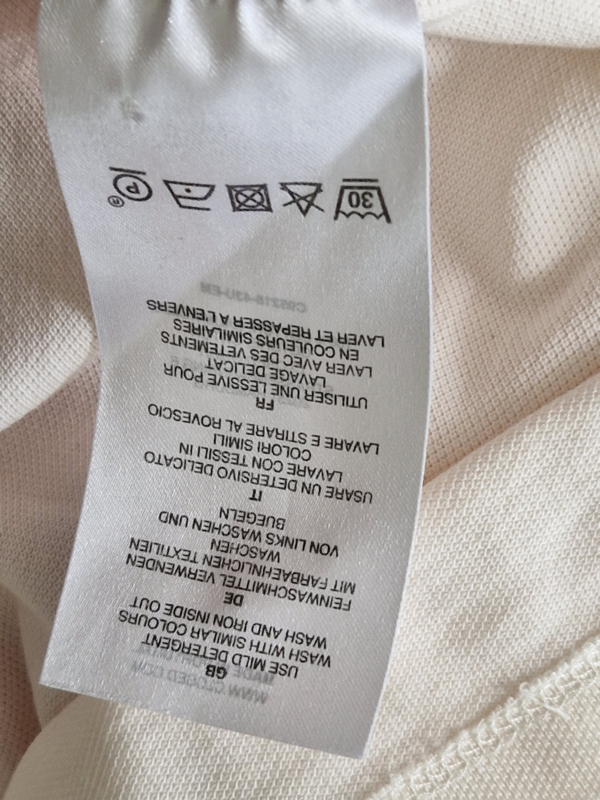 GB
USE MILD DETERGENT
WASH WITH SIMILAR COLOURS
WASH AND IRON INSIDE OUT
DE
FEINWASCHMITTEL VERWENDEN
MIT FARBAEHNLICHEN TEXTILIEN
WASCHEN
VON LINKS WASCHEN UND
BUEGELN
IT
USARE UN DETERSIVO DELICATO
LAVARE CON TESSILI IN
COLORI SIMILI
LAVARE E STIRARE AL ROVESCIO
FR
UTILISER UNE LESSIVE POUR
LAVAGE DELICAT
LAVER AVEC DES VETEMENTS
EN COULEURS SIMILAIRES
LAVER ET REPASSER A L'ENVERS
30 P ®